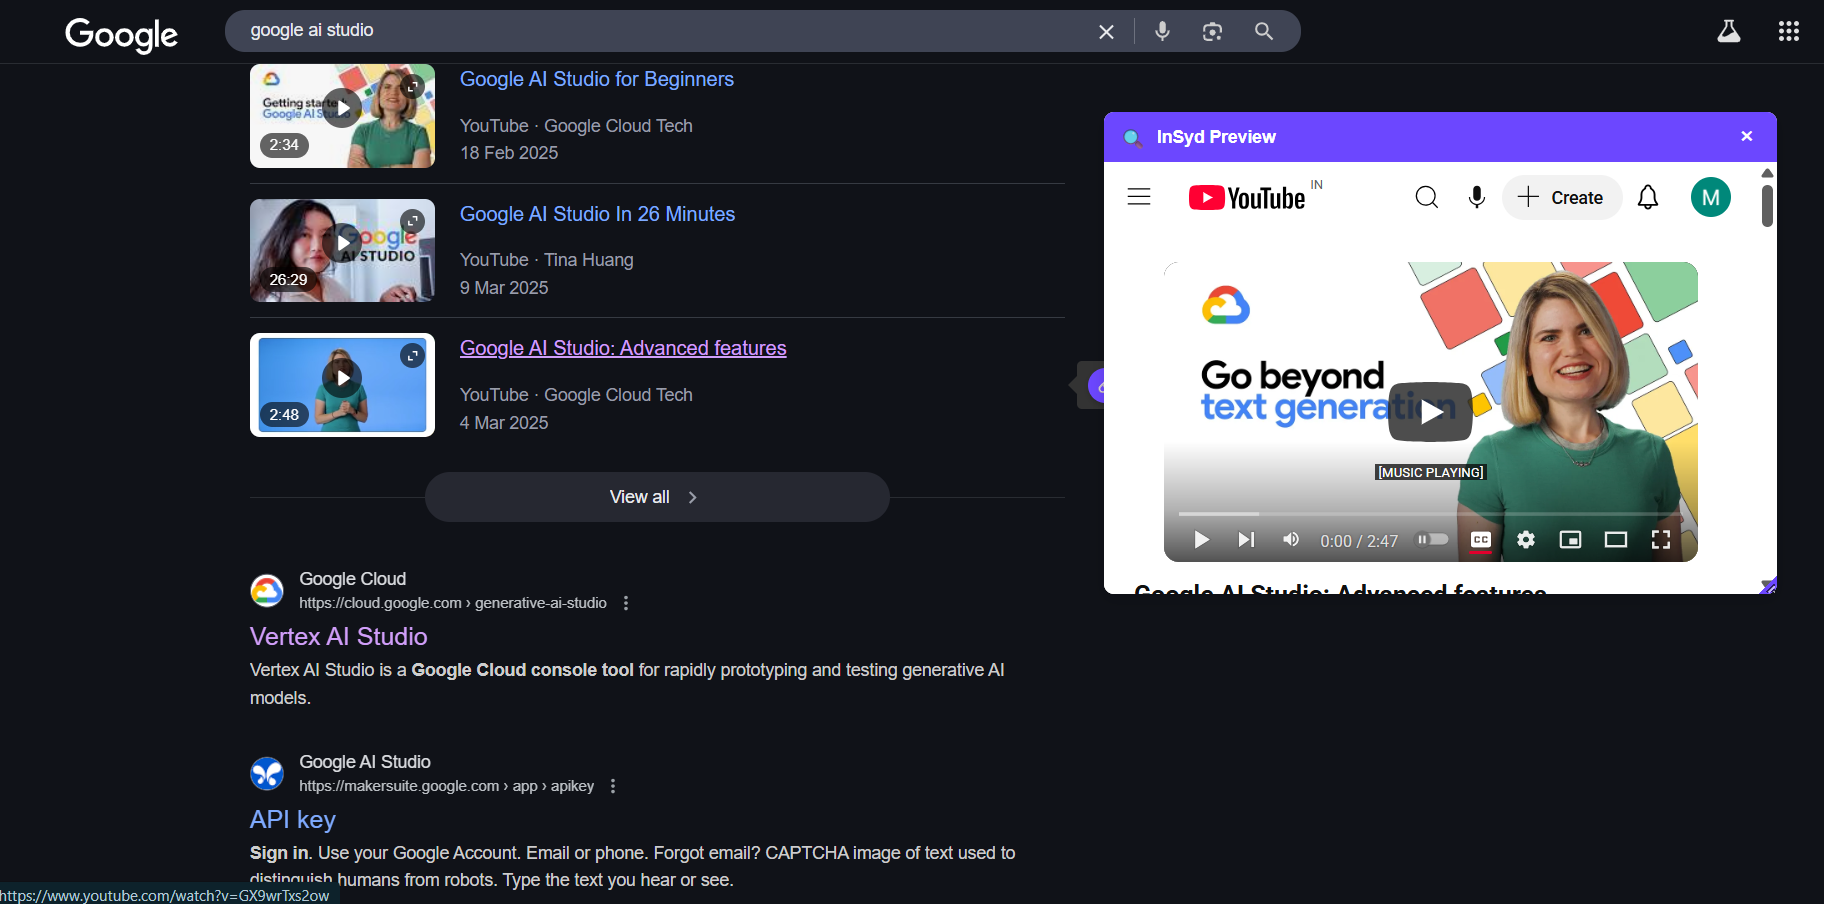 Google
google ai studio
Getting started:
Google AI Studio
2:34
Google AI Studio for Beginners
YouTube · Google Cloud Tech
18 Feb 2025
Google
AI STUDIO
26:29
Google AI Studio In 26 Minutes
YouTube · Tina Huang
9 Mar 2025
2:48
Google AI Studio: Advanced features
YouTube · Google Cloud Tech
4 Mar 2025
View all
Google Cloud
https://cloud.google.com › generative-ai-studio
Vertex AI Studio
Vertex AI Studio is a Google Cloud console tool for rapidly prototyping and testing generative AI
models.
Google AI Studio
https://makersuite.google.com › app › apikey
API key
Sign in. Use your Google Account. Email or phone. Forgot email? CAPTCHA image of text used to
distinguish humans from robots. Type the text you hear or see.
https://www.youtube.com/watch?v=GX9wrTxs2ow
InSyd Preview
YouTube IN
Create
M
Go beyond
text generation
[MUSIC PLAYING]
0:00 / 2:47
CC
Google AI Studio: Advanced features